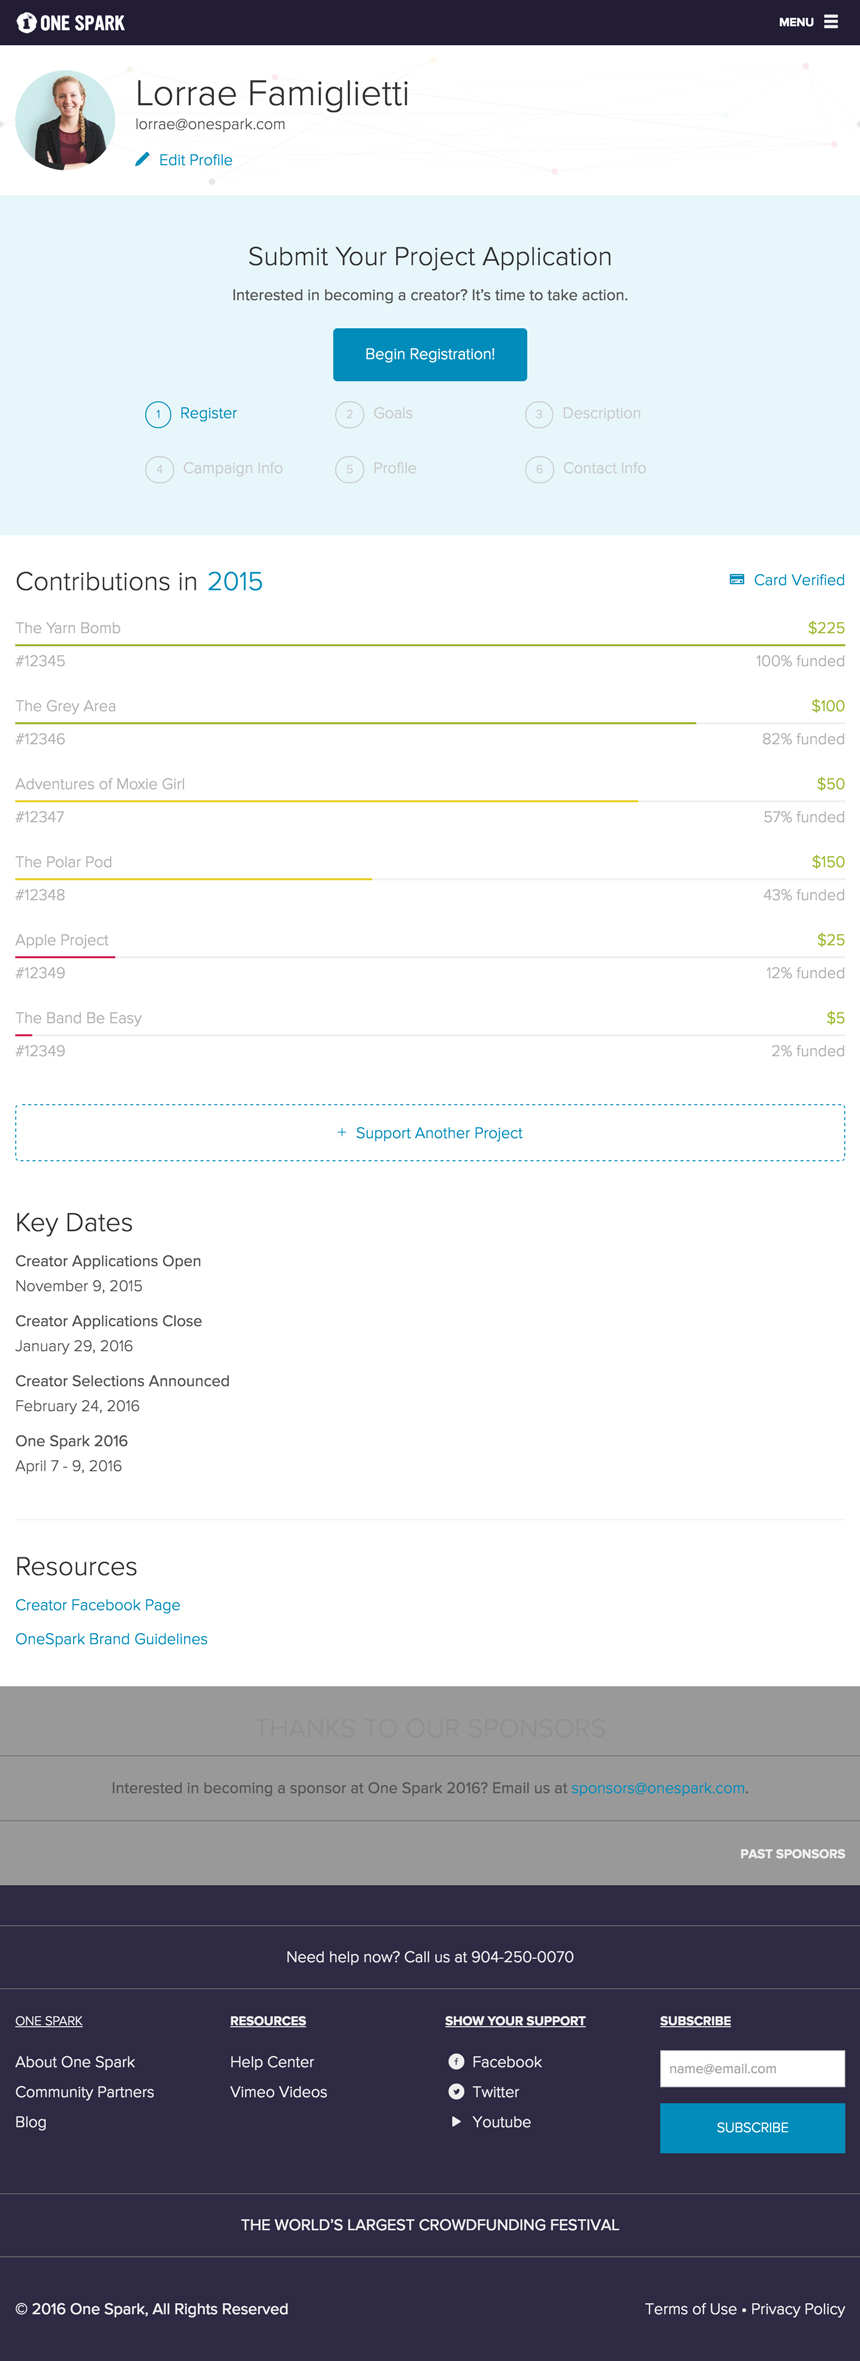 ONE SPARK
MENU
Lorrae Famiglietti
lorrae@onespark.com
Edit Profile
Submit Your Project Application
Interested in becoming a creator? It's time to take action.
Begin Registration!
1 Register
2 Goals
3 Description
4 Campaign Info
5 Profile
6 Contact Info
Contributions in 2015
Card Verified
The Yarn Bomb $225
#12345 100% funded
The Grey Area $100
#12346 82% funded
Adventures of Moxie Girl $50
#12347 57% funded
The Polar Pod $150
#12348 43% funded
Apple Project $25
#12349 12% funded
The Band Be Easy $5
#12349 2% funded
+ Support Another Project
Key Dates
Creator Applications Open
November 9, 2015
Creator Applications Close
January 29, 2016
Creator Selections Announced
February 24, 2016
One Spark 2016
April 7 - 9, 2016
Resources
Creator Facebook Page
OneSpark Brand Guidelines
THANKS TO OUR SPONSORS
Interested in becoming a sponsor at One Spark 2016? Email us at sponsors@onespark.com.
PAST SPONSORS
Need help now? Call us at 904-250-0070
ONE SPARK
About One Spark
Community Partners
Blog
RESOURCES
Help Center
Vimeo Videos
SHOW YOUR SUPPORT
Facebook
Twitter
Youtube
SUBSCRIBE
name@email.com
SUBSCRIBE
THE WORLD'S LARGEST CROWDFUNDING FESTIVAL
© 2016 One Spark, All Rights Reserved
Terms of Use • Privacy Policy